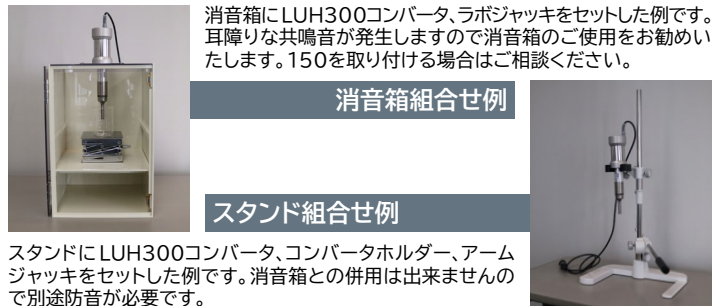 消音箱にLUH300コンバータ、ラボジャッキをセットした例です。
耳障りな共鳴音が発生しますので消音箱のご使用をお勧めい
たします。150を取り付ける場合はご相談ください。
消音箱組合せ例
スタンド組合せ例
スタンドにLUH300コンバータ、コンバータホルダー、アーム
ジャッキをセットした例です。消音箱との併用は出来ませんの
で別途防音が必要です。